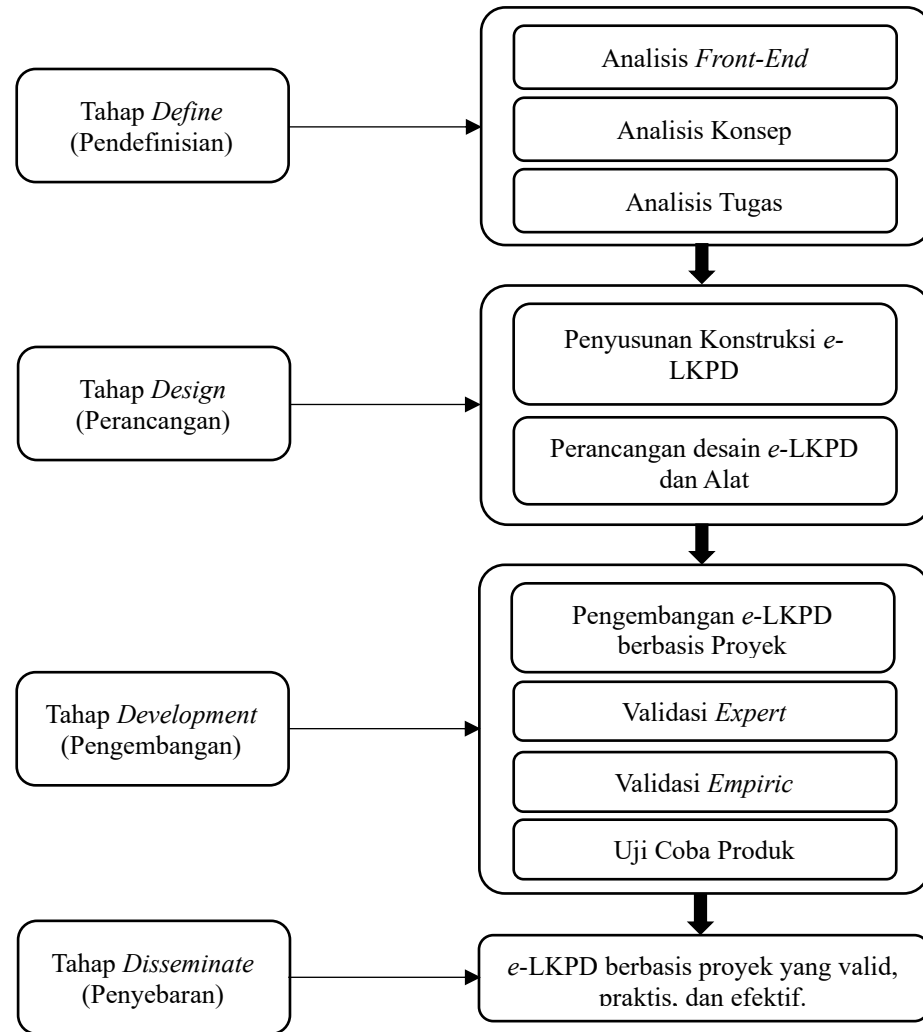 Tahap Define
(Pendefinisian)
Analisis Front-End
Analisis Konsep
Analisis Tugas
Tahap Design
(Perancangan)
Penyusunan Konstruksi e-
LKPD
Perancangan desain e-LKPD
dan Alat
Tahap Development
(Pengembangan)
Pengembangan e-LKPD
berbasis Proyek
Validasi Expert
Validasi Empiric
Uji Coba Produk
Tahap Disseminate
(Penyebaran)
e-LKPD berbasis proyek yang valid,
praktis, dan efektif.